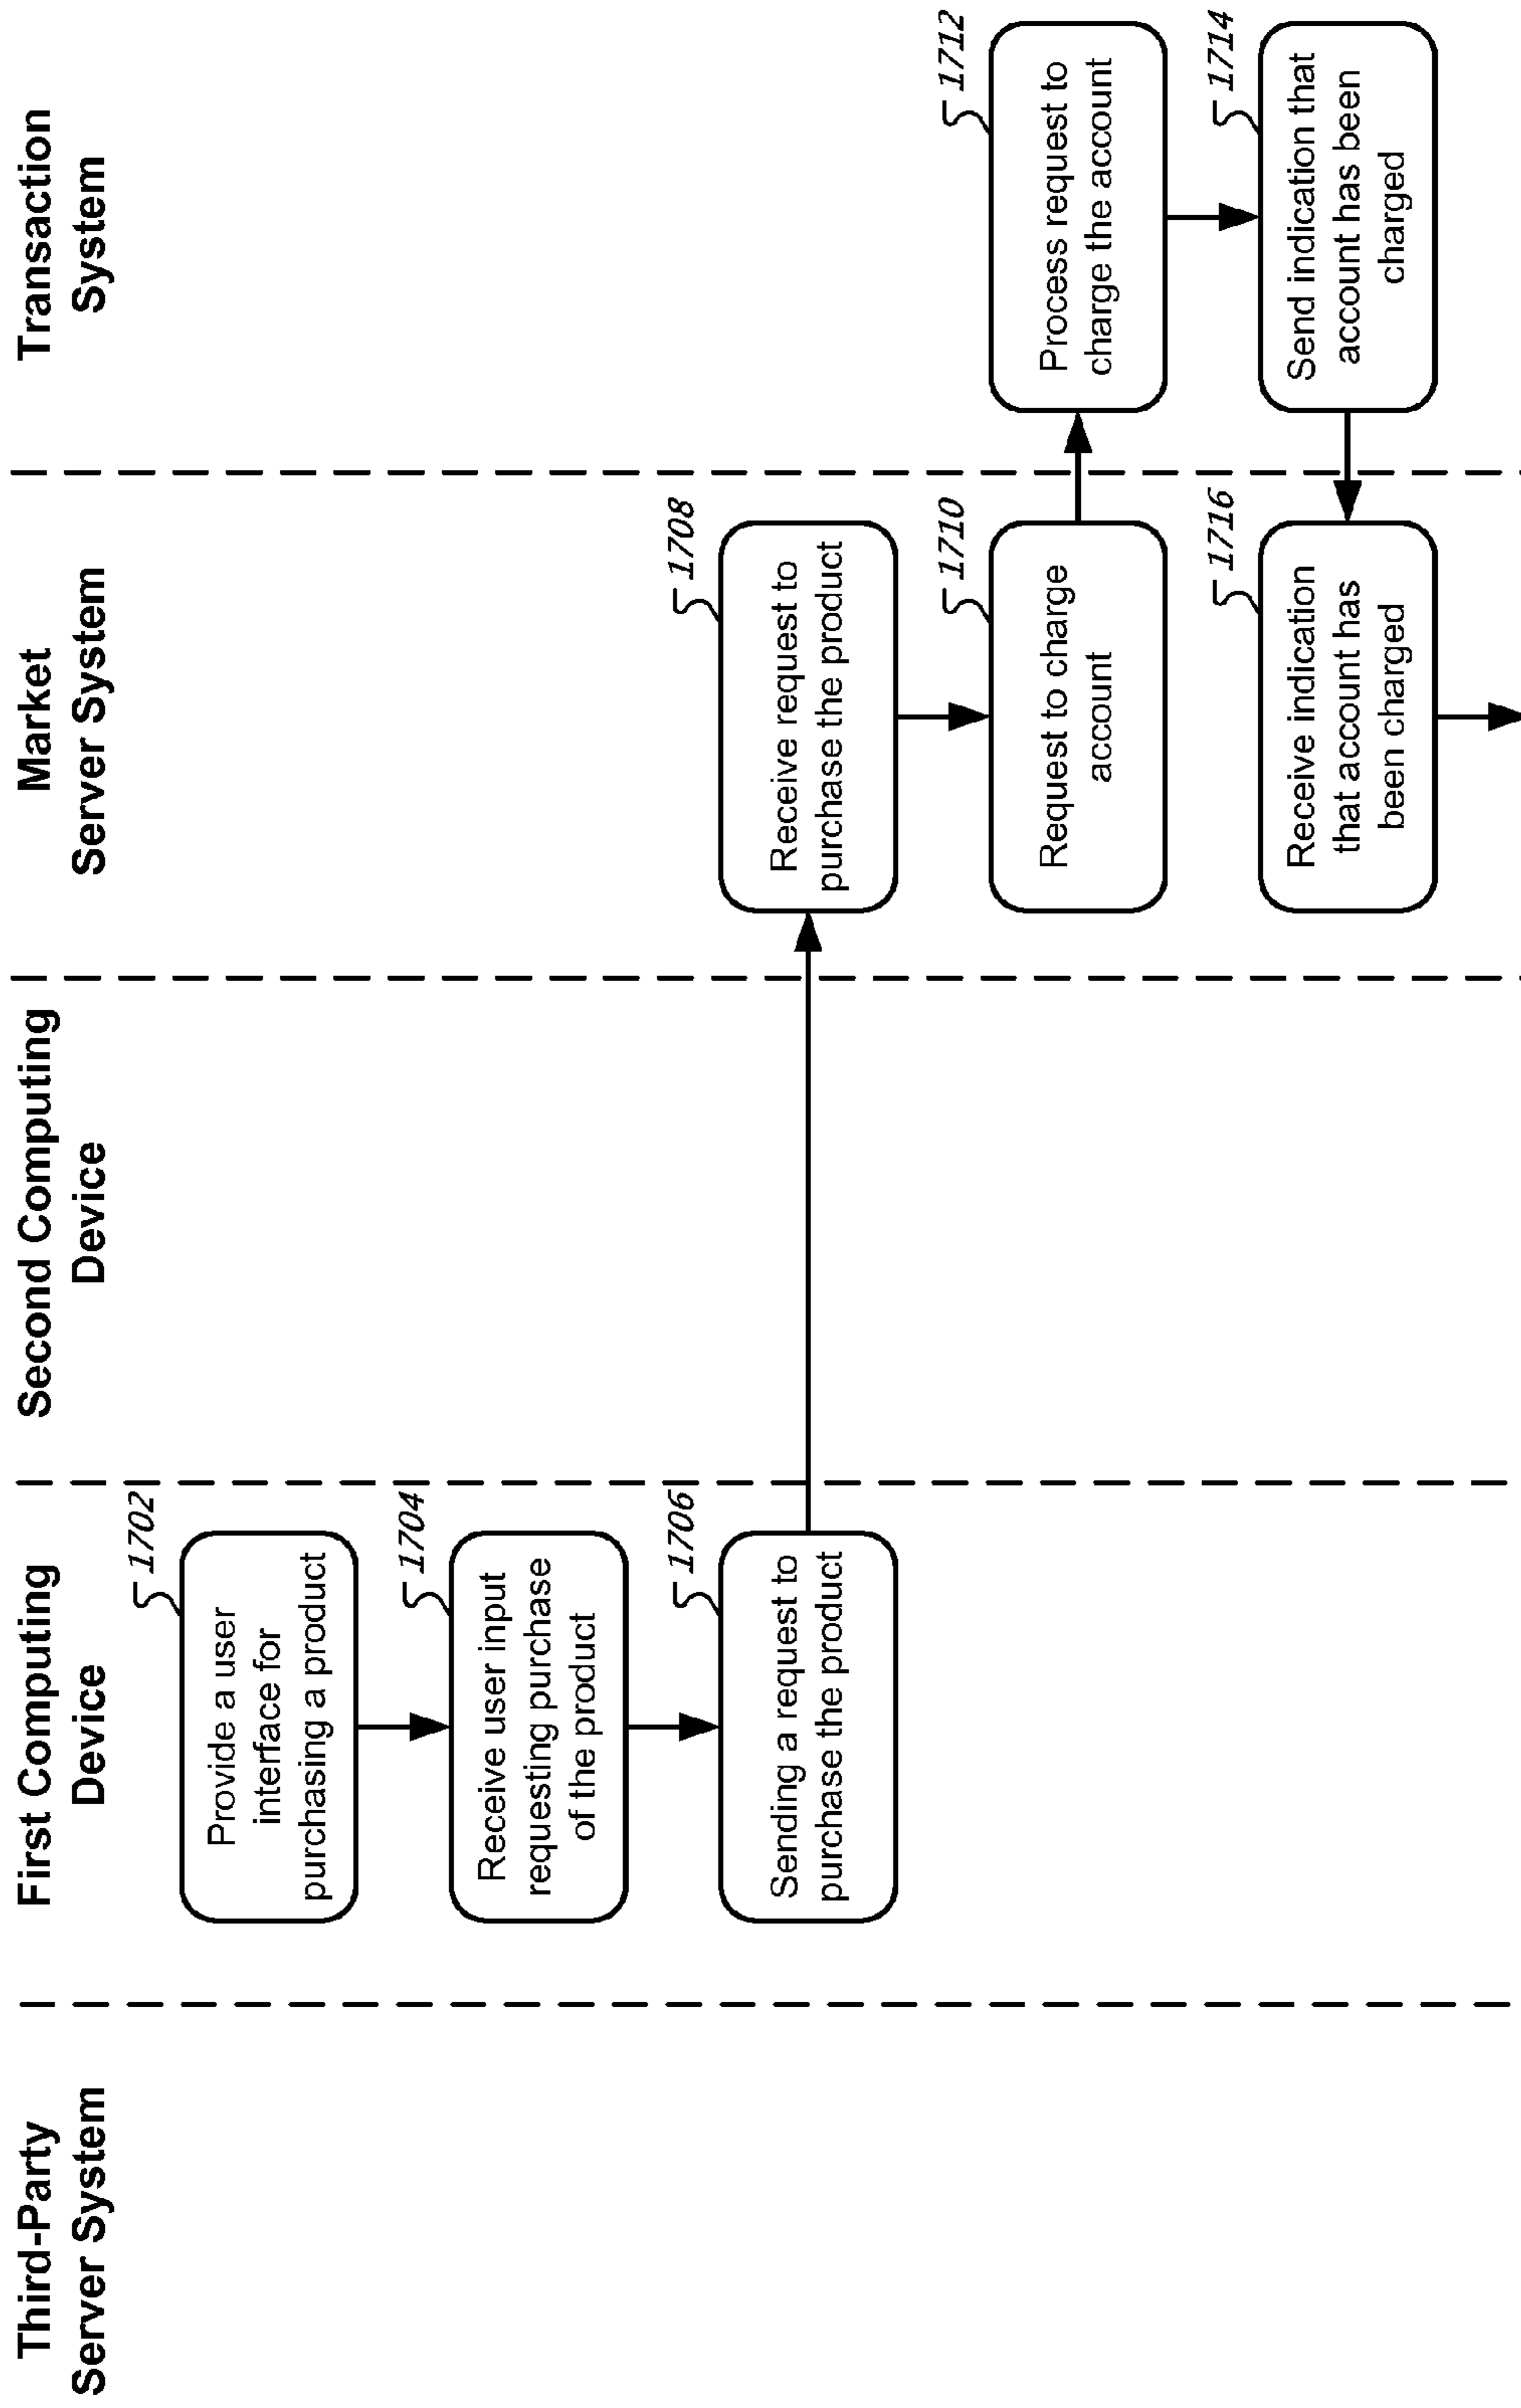 Third-Party
Server System
First Computing
Device
Second Computing
Device
Market
Server System
Transaction
System
1702
Provide a user
interface for
purchasing a product
1704
Receive user input
requesting purchase
of the product
1706
Sending a request to
purchase the product
1708
Receive request to
purchase the product
1710
Request to charge
account
1712
Process request to
charge the account
1714
Send indication that
account has been
charged
1716
Receive indication
that account has
been charged